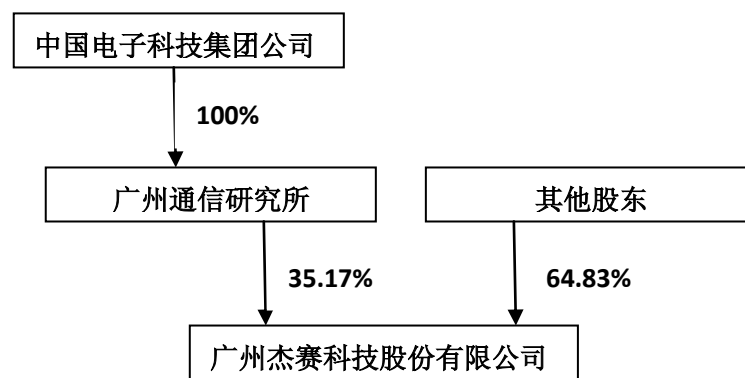 中国电子科技集团公司
100%
广州通信研究所
其他股东
35.17%
64.83%
广州杰赛科技股份有限公司